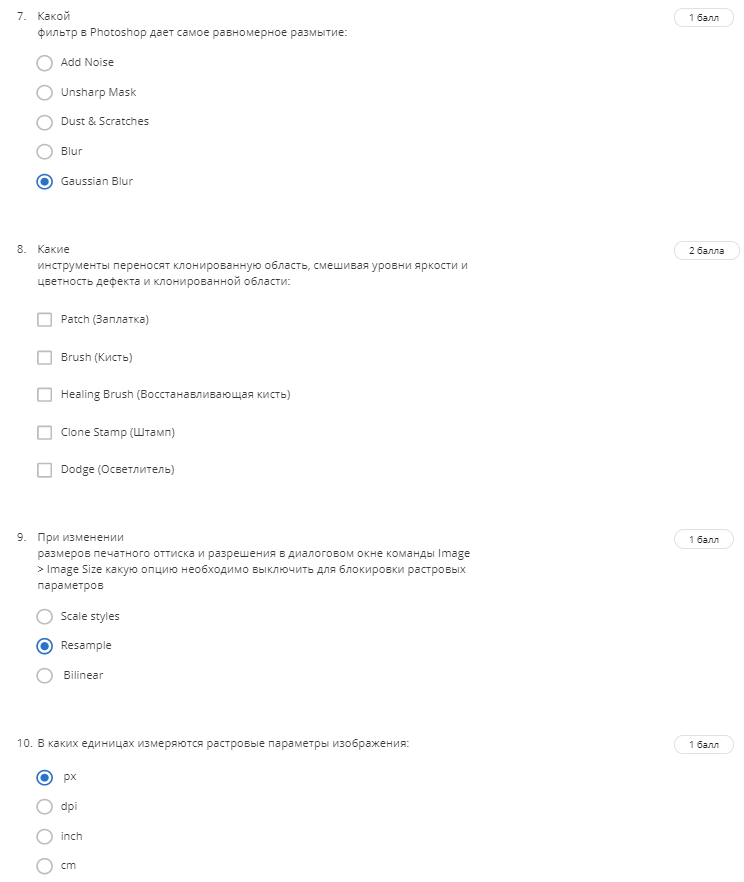 7. Какой
1 балл
фильтр в Photoshop дает самое равномерное размытие:
Add Noise
Unsharp Mask
Dust & Scratches
Blur
Gaussian Blur
8. Какие
2 балла
инструменты переносят клонированную область, смешивая уровни яркости и
цветность дефекта и клонированной области:
Patch (Заплатка)
Brush (Кисть)
Healing Brush (Восстанавливающая кисть)
Clone Stamp (Штамп)
Dodge (Осветлитель)
9. При изменении
1 балл
размеров печатного оттиска и разрешения в диалоговом окне команды Image
> Image Size какую опцию необходимо выключить для блокировки растровых
параметров
Scale styles
Resample
Bilinear
10. В каких единицах измеряются растровые параметры изображения:
1 балл
px
dpi
inch
cm